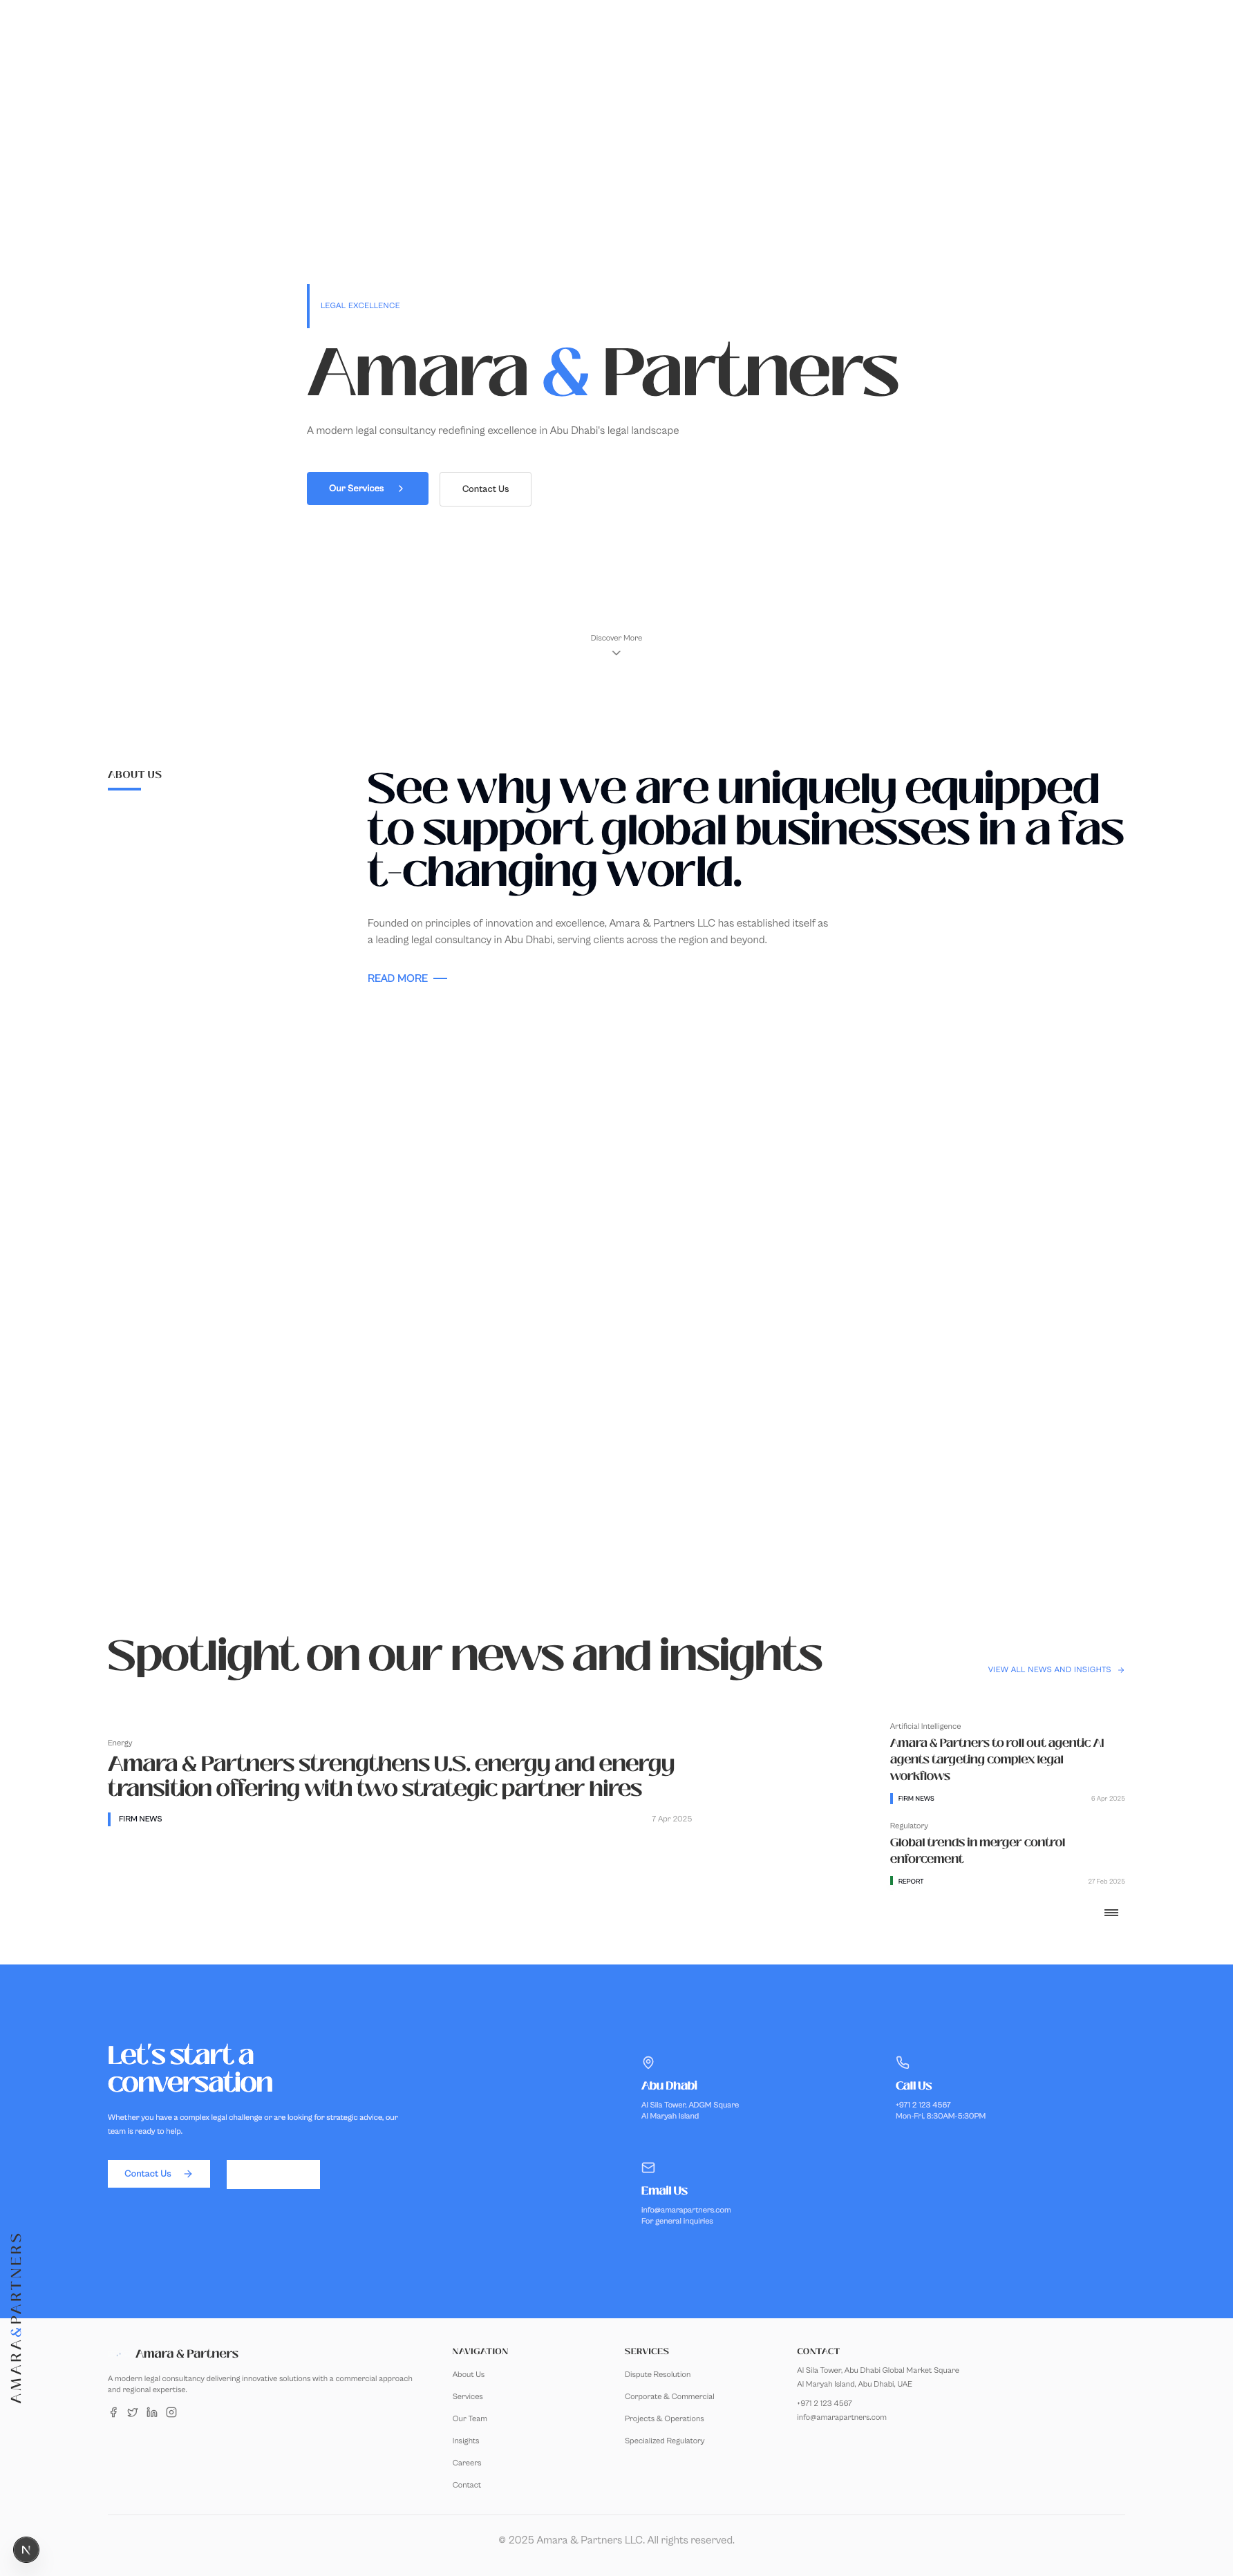 LEGAL EXCELLENCE
Amara & Partners
A modern legal consultancy redefining excellence in Abu Dhabi's legal landscape
Our Services
Contact Us
Discover More
ABOUT US
See why we are uniquely equipped
to support global businesses in a fas
t-changing world.
Founded on principles of innovation and excellence, Amara & Partners LLC has established itself as
a leading legal consultancy in Abu Dhabi, serving clients across the region and beyond.
READ MORE
Spotlight on our news and insights
VIEW ALL NEWS AND INSIGHTS
Energy
Amara & Partners strengthens U.S. energy and energy
transition offering with two strategic partner hires
FIRM NEWS
7 Apr 2025
Artificial Intelligence
Amara & Partners to roll out agentic AI
agents targeting complex legal
workflows
FIRM NEWS
6 Apr 2025
Regulatory
Global trends in merger control
enforcement
REPORT
27 Feb 2025
Let's start a
conversation
Whether you have a complex legal challenge or are looking for strategic advice, our
team is ready to help.
Contact Us
Abu Dhabi
Al Sila Tower, ADGM Square
Al Maryah Island
Call Us
+971 2 123 4567
Mon-Fri, 8:30AM-5:30PM
Email Us
info@amarapartners.com
For general inquiries
AMARA&PARTNERS
Amara & Partners
A modern legal consultancy delivering innovative solutions with a commercial approach
and regional expertise.
NAVIGATION
About Us
Services
Our Team
Insights
Careers
Contact
SERVICES
Dispute Resolution
Corporate & Commercial
Projects & Operations
Specialized Regulatory
CONTACT
Al Sila Tower, Abu Dhabi Global Market Square
Al Maryah Island, Abu Dhabi, UAE
+971 2 123 4567
info@amarapartners.com
N
© 2025 Amara & Partners LLC. All rights reserved.